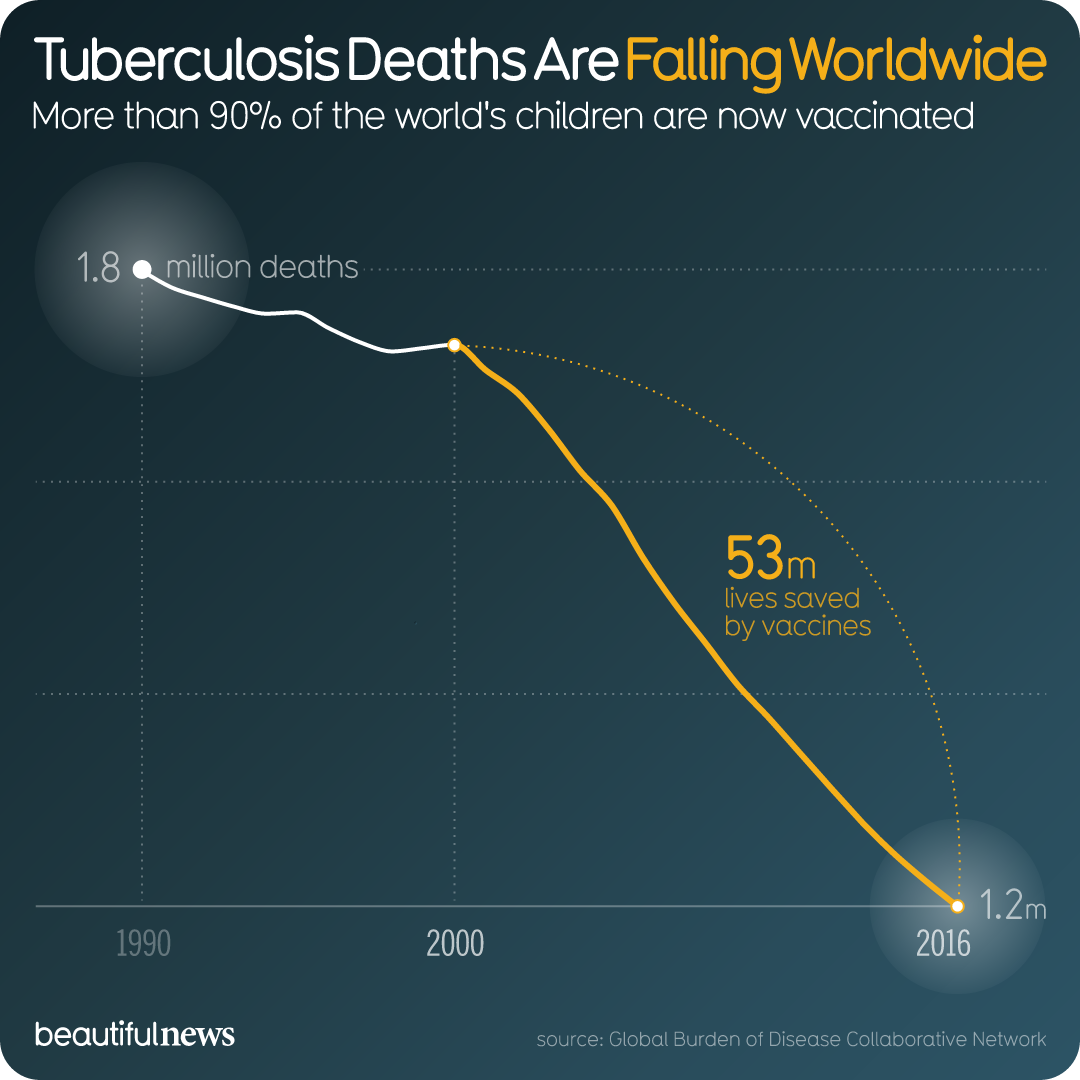 Tuberculosis Deaths Are Falling Worldwide
More than 90% of the world's children are now vaccinated
1.8 million deaths
53m
lives saved
by vaccines
1.2m
1990 2000 2016
beautifulnews
source: Global Burden of Disease Collaborative Network